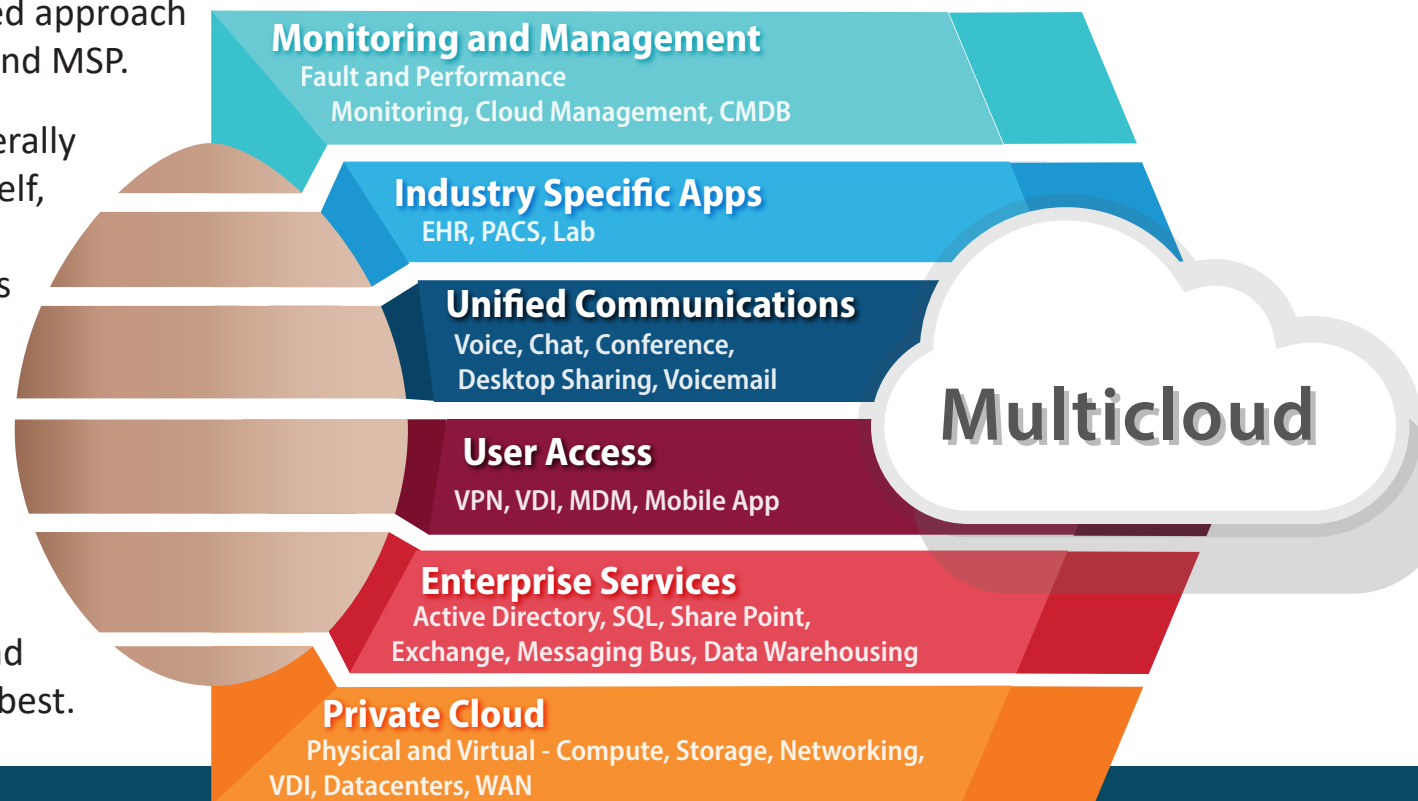 ed approach
nd MSP.
erally
elf,
s
nd
best.
Monitoring and Management
Fault and Performance
Monitoring, Cloud Management, CMDB
Industry Specific Apps
EHR, PACS, Lab
Unified Communications
Voice, Chat, Conference,
Desktop Sharing, Voicemail
User Access
VPN, VDI, MDM, Mobile App
Enterprise Services
Active Directory, SQL, Share Point,
Exchange, Messaging Bus, Data Warehousing
Private Cloud
Physical and Virtual - Compute, Storage, Networking,
VDI, Datacenters, WAN
Multicloud